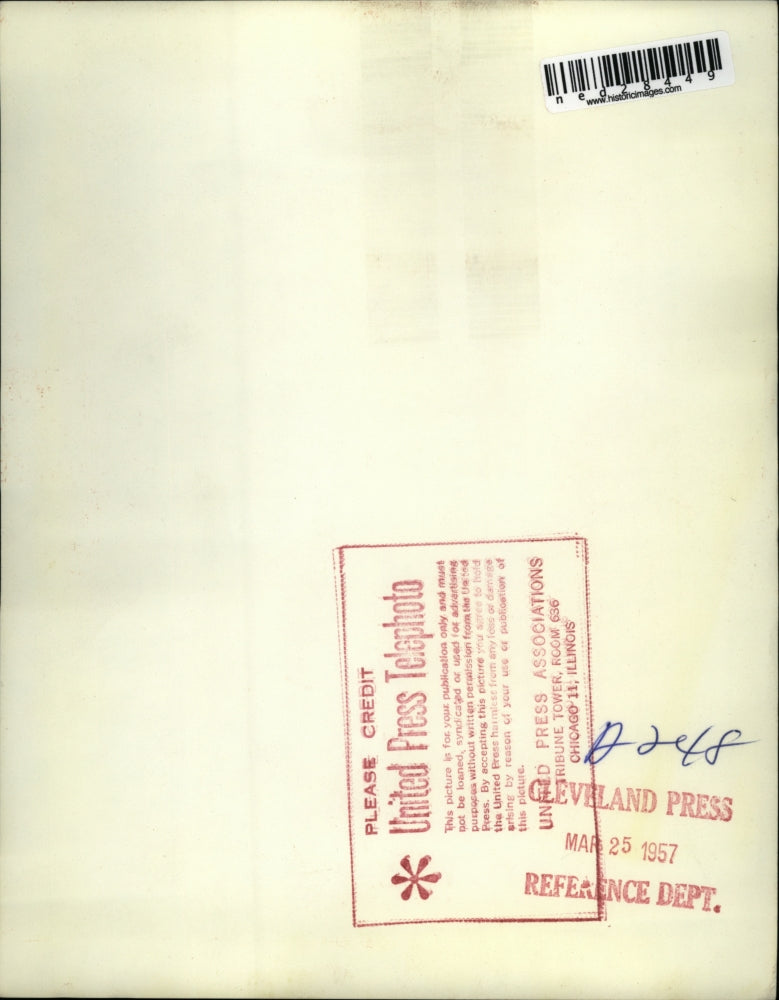 ned28449
www.historicimages.com
PLEASE CREDIT
United Press Telephoto
This picture is for your publication only and must
not be loaned, syndicated or used for advertising
purposes without written permission from the United
Press. By accepting this picture you agree to hold
the United Press harmless from any loss or damage
arising by reason of your use or publication of
this picture.
UNITED PRESS ASSOCIATIONS
TRIBUNE TOWER, ROOM 636
CHICAGO 11, ILLINOIS
CLEVELAND PRESS
MAR 25 1957
REFERENCE DEPT.